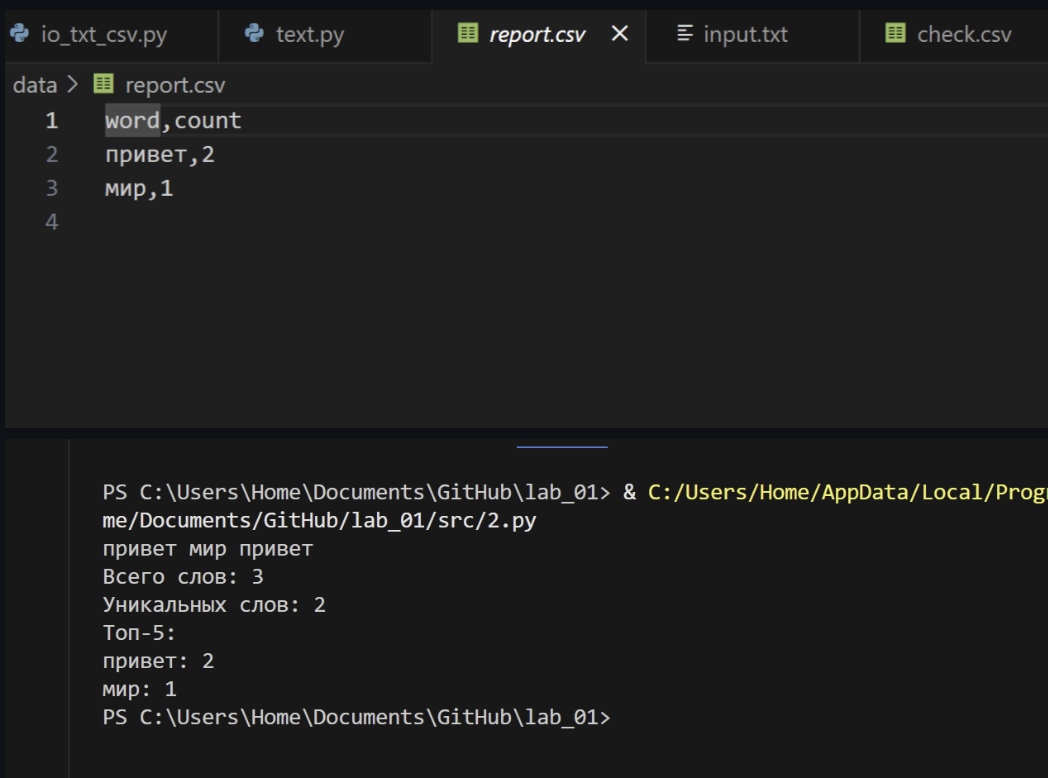 io_txt_csv.py text.py report.csv input.txt check.csv
data > report.csv
1 word,count
2 привет,2
3 мир,1
4
PS C:\Users\Home\Documents\GitHub\lab_01> & C:/Users/Home/AppData/Local/Progr
me/Documents/GitHub/lab_01/src/2.py
привет мир привет
Всего слов: 3
Уникальных слов: 2
Топ-5:
привет: 2
мир: 1
PS C:\Users\Home\Documents\GitHub\lab_01>